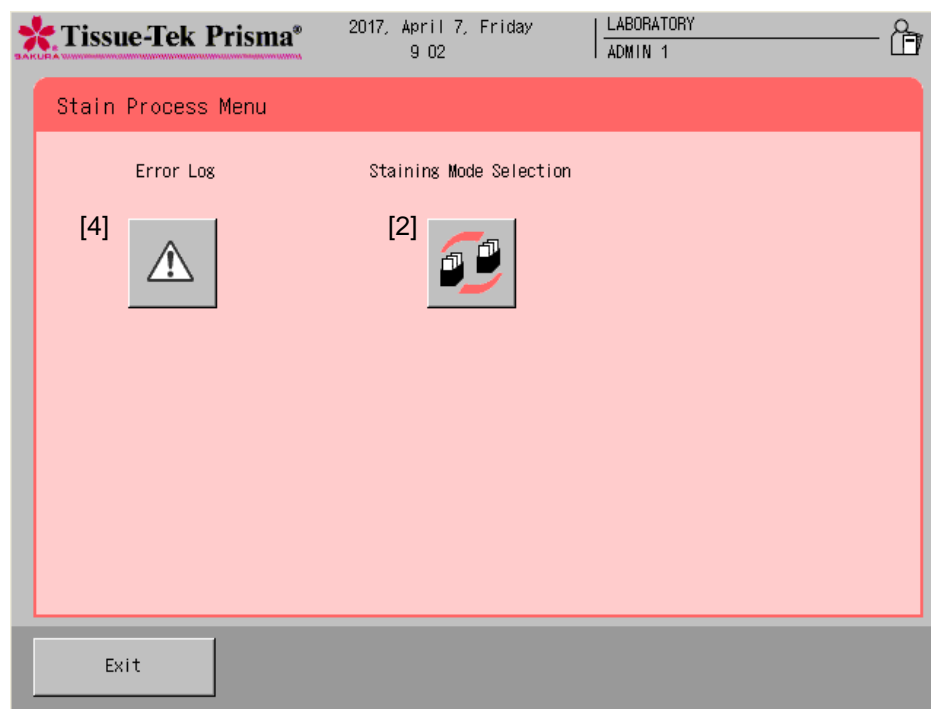 Tissue-Tek Prisma®
SAKURA
2017, April 7, Friday
9 02
LABORATORY
ADMIN 1
Stain Process Menu
Error Log
Staining Mode Selection
[4]
[2]
Exit